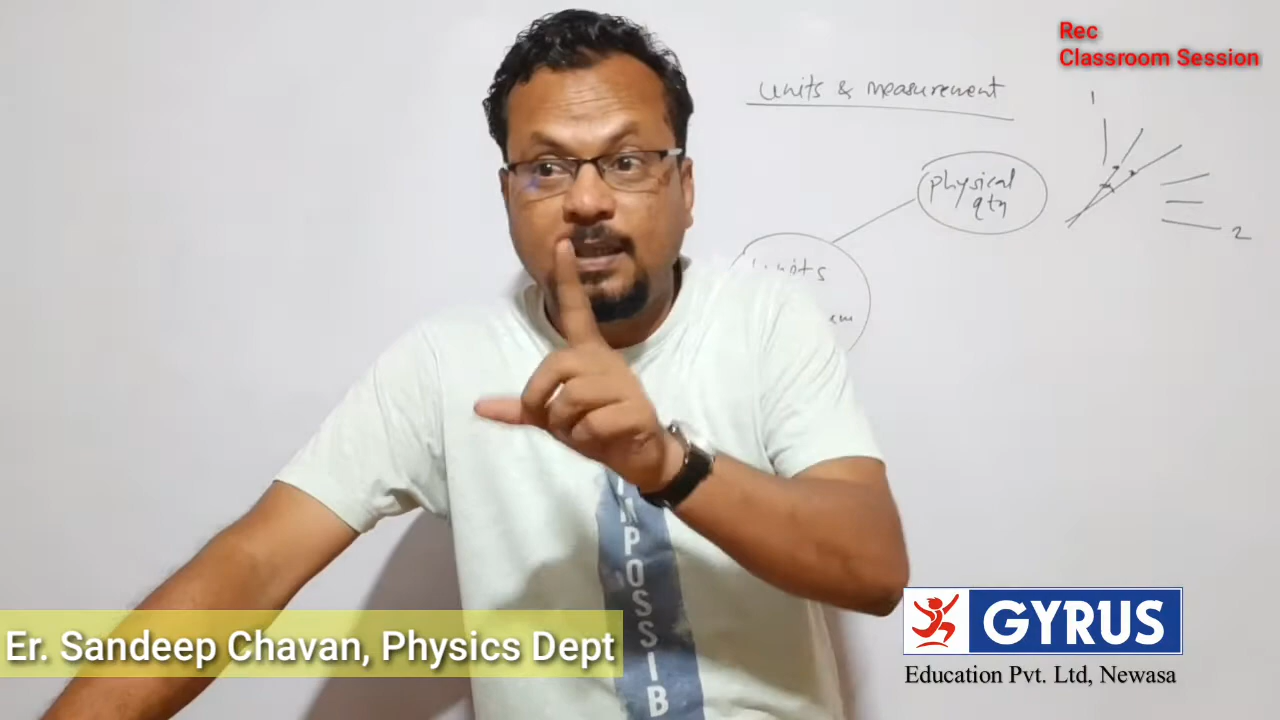 Rec
Classroom Session
units & measurement
1
physical
qty
2
units
Er. Sandeep Chavan, Physics Dept
GYRUS
Education Pvt. Ltd, Newasa